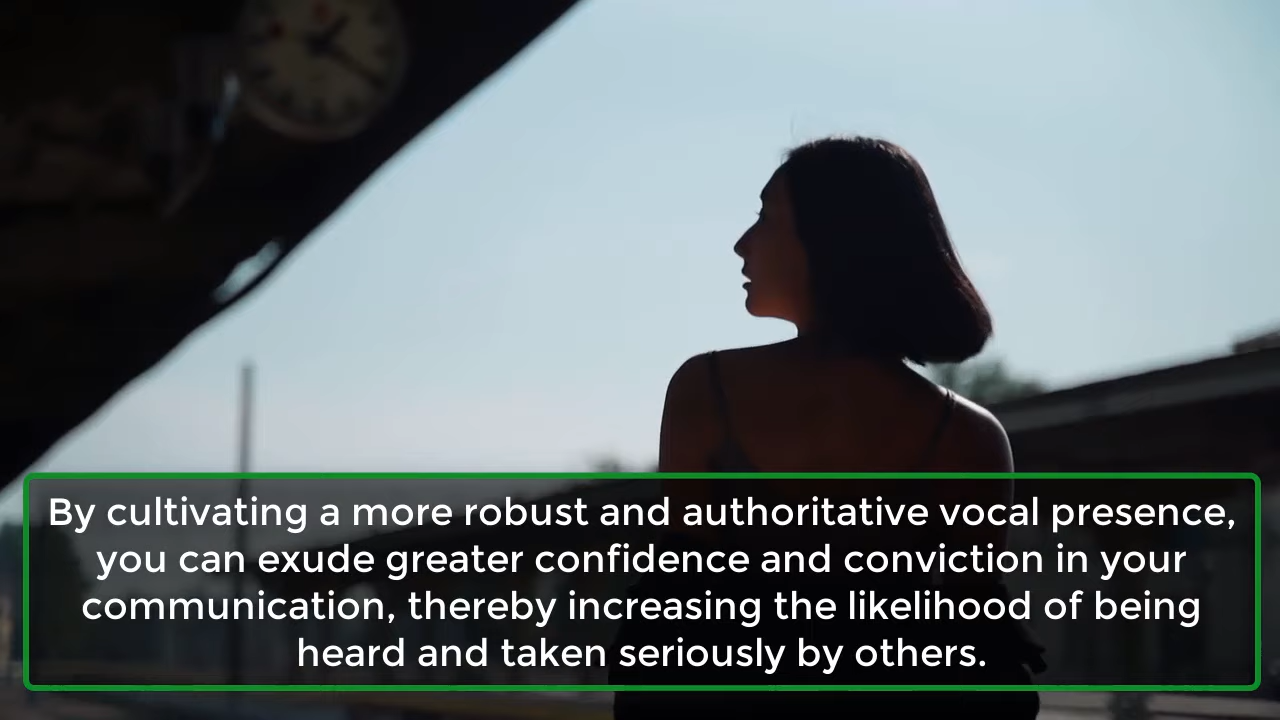 By cultivating a more robust and authoritative vocal presence,
you can exude greater confidence and conviction in your
communication, thereby increasing the likelihood of being
heard and taken seriously by others.